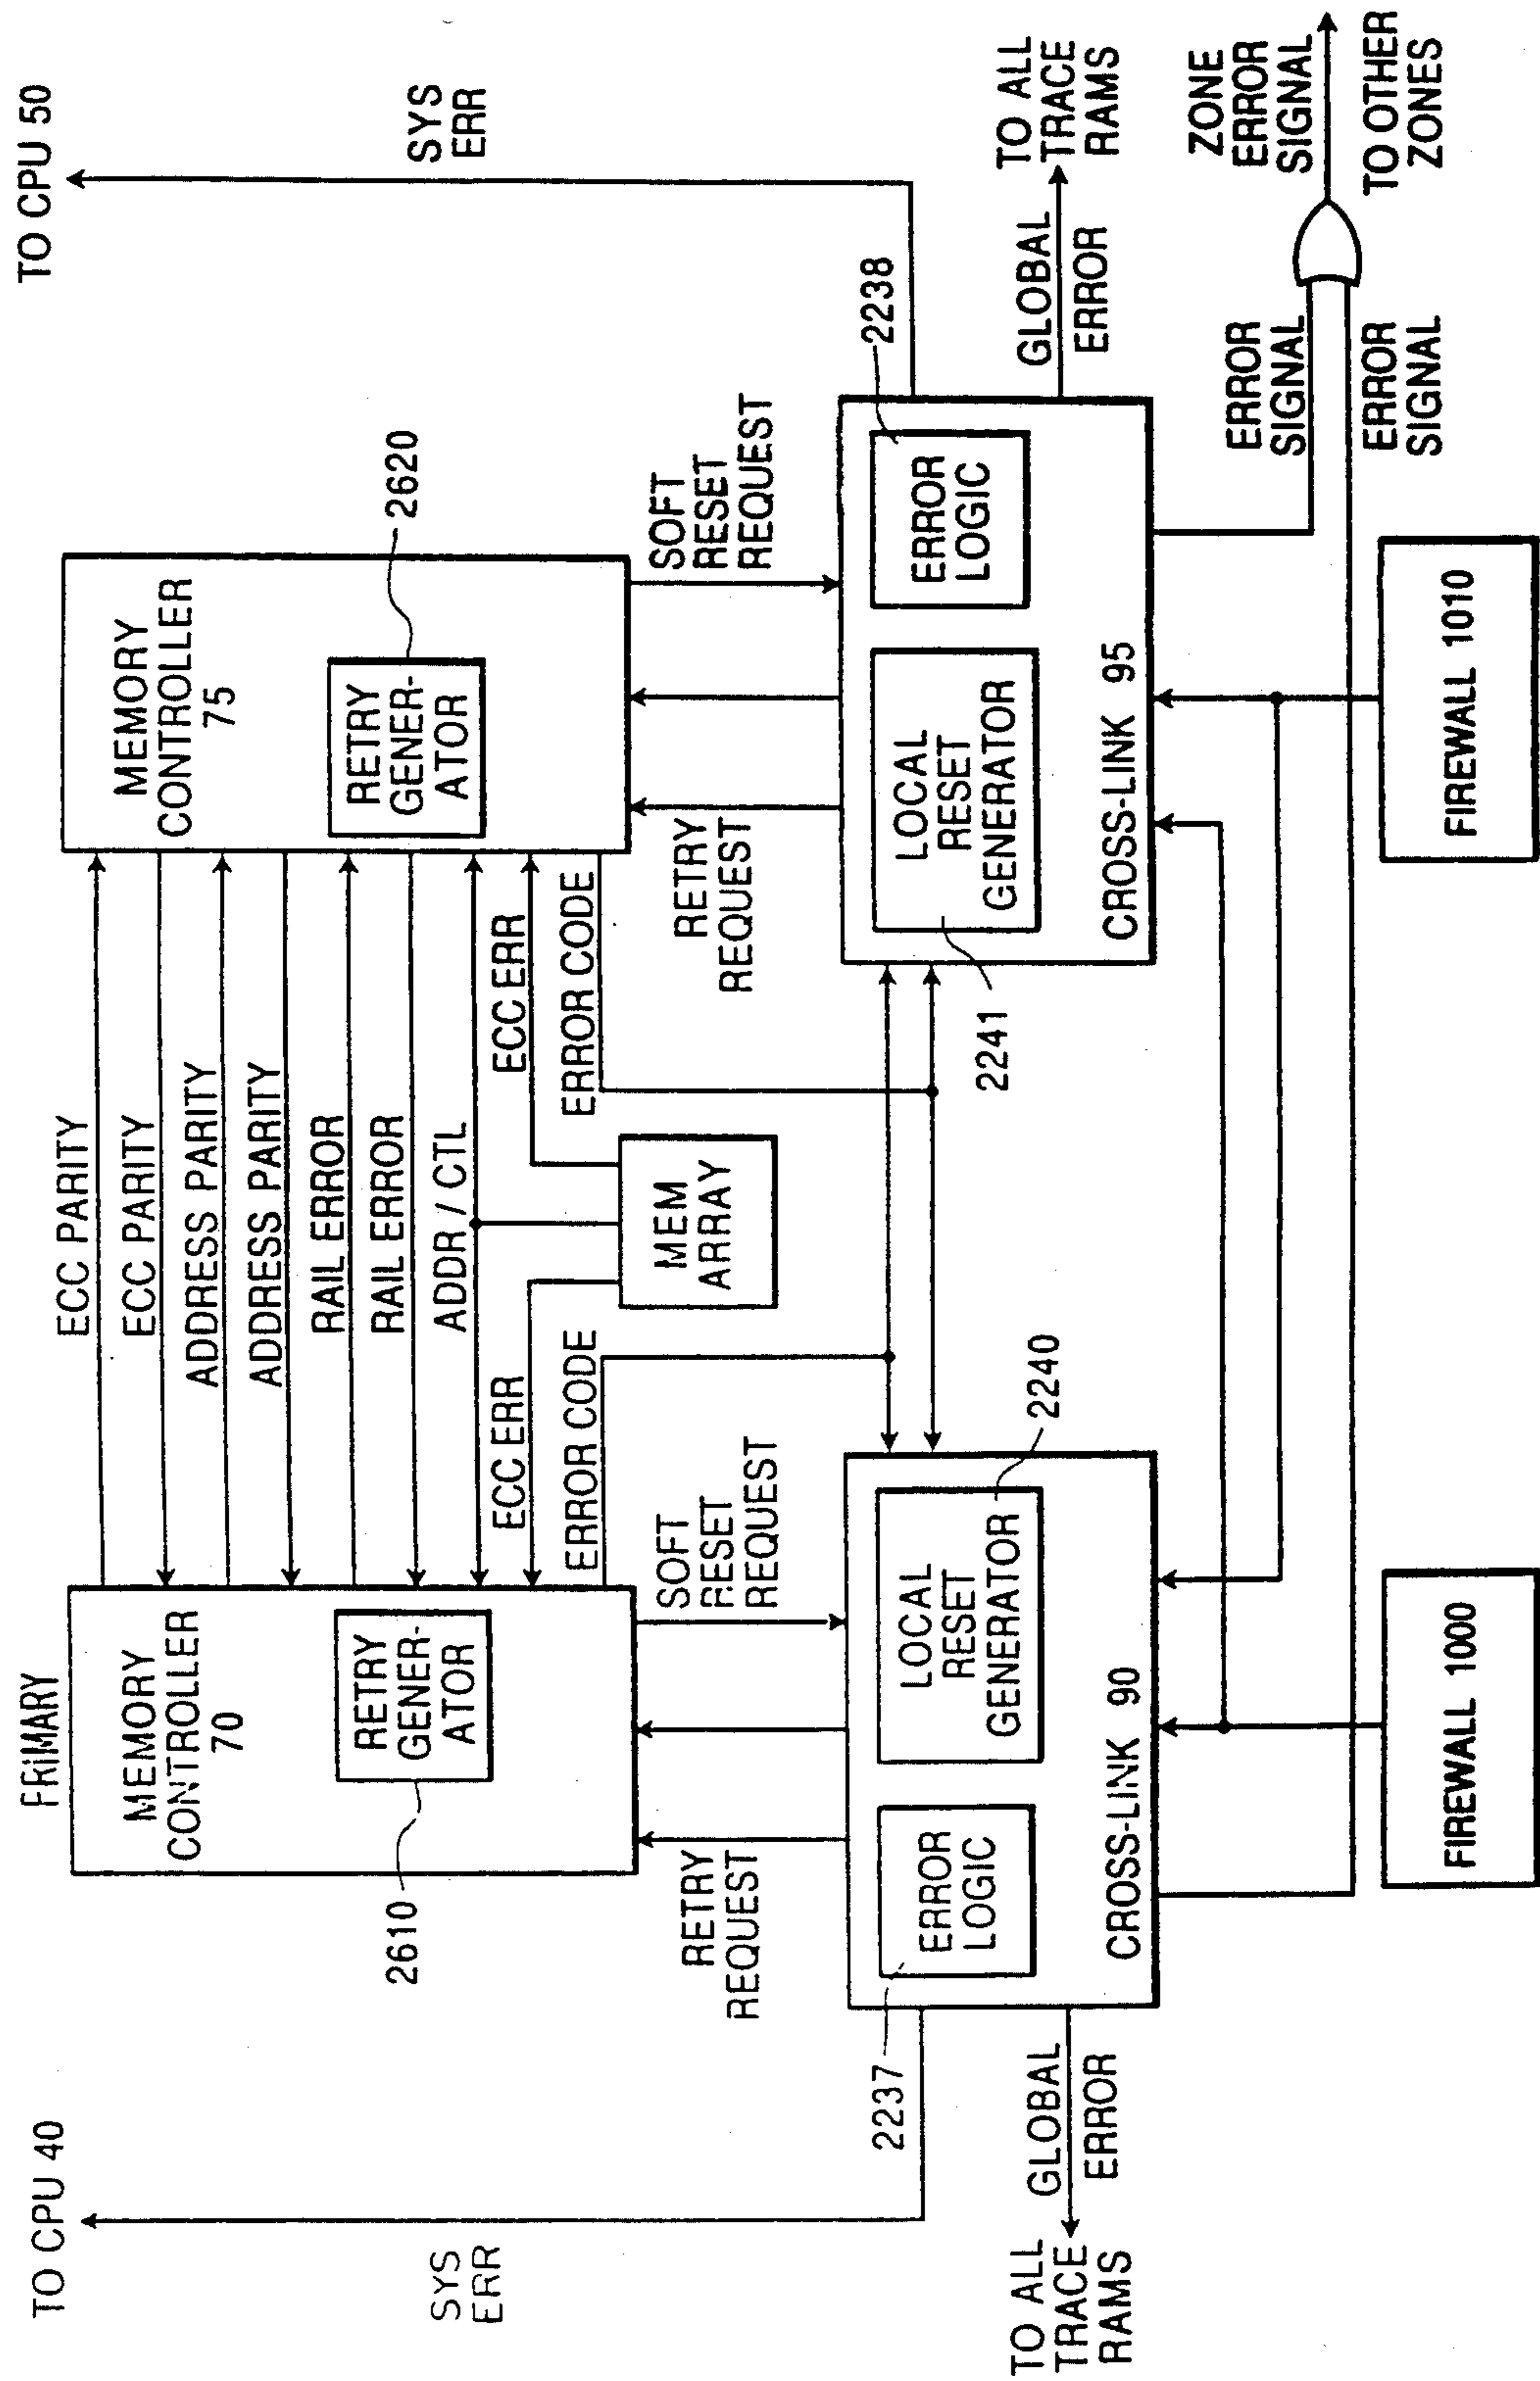 TO CPU 40
SYS
ERR
PRIMARY
MEMORY
CONTROLLER
70
RETRY
GENER-
ATOR
2610
ECC PARITY
ECC PARITY
ADDRESS PARITY
ADDRESS PARITY
RAIL ERROR
RAIL ERROR
ADDR / CTL
ECC ERR
ERROR CODE
ECC ERR
ERROR CODE
MEM
ARRAY
MEMORY
CONTROLLER
75
RETRY
GENER-
ATOR
2620
TO CPU 50
SYS
ERR
RETRY
REQUEST
SOFT
RESET
REQUEST
RETRY
REQUEST
SOFT
RESET
REQUEST
2237
ERROR
LOGIC
LOCAL
RESET
GENERATOR
2240
CROSS-LINK 90
2241
LOCAL
RESET
GENERATOR
ERROR
LOGIC
2238
CROSS-LINK 95
GLOBAL
ERROR
TO ALL
TRACE
RAMS
GLOBAL
ERROR
TO ALL
TRACE
RAMS
ERROR
SIGNAL
ERROR
SIGNAL
ZONE
ERROR
SIGNAL
TO OTHER
ZONES
FIREWALL 1000
FIREWALL 1010